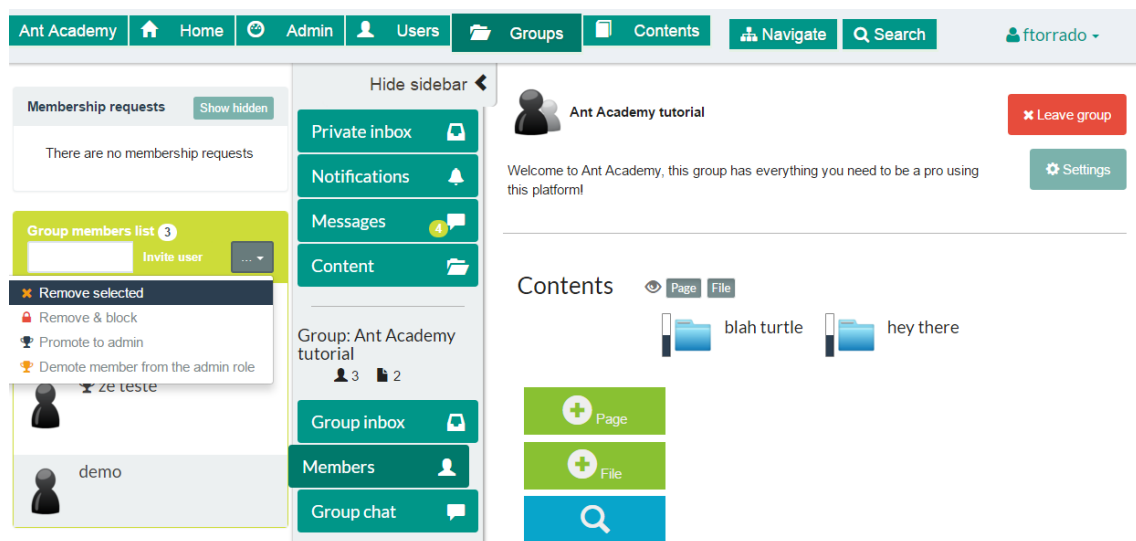 Ant Academy
Home
Admin
Users
Groups
Contents
Navigate
Search
ftorrado
Membership requests
Show hidden
There are no membership requests
Group members list 3
Invite user
...
Remove selected
Remove & block
Promote to admin
Demote member from the admin role
ze teste
demo
Hide sidebar
Private inbox
Notifications
Messages
4
Content
Group: Ant Academy
tutorial
3
2
Group inbox
Members
Group chat
Ant Academy tutorial
Leave group
Welcome to Ant Academy, this group has everything you need to be a pro using
this platform!
Settings
Contents
Page
File
blah turtle
hey there
Page
File